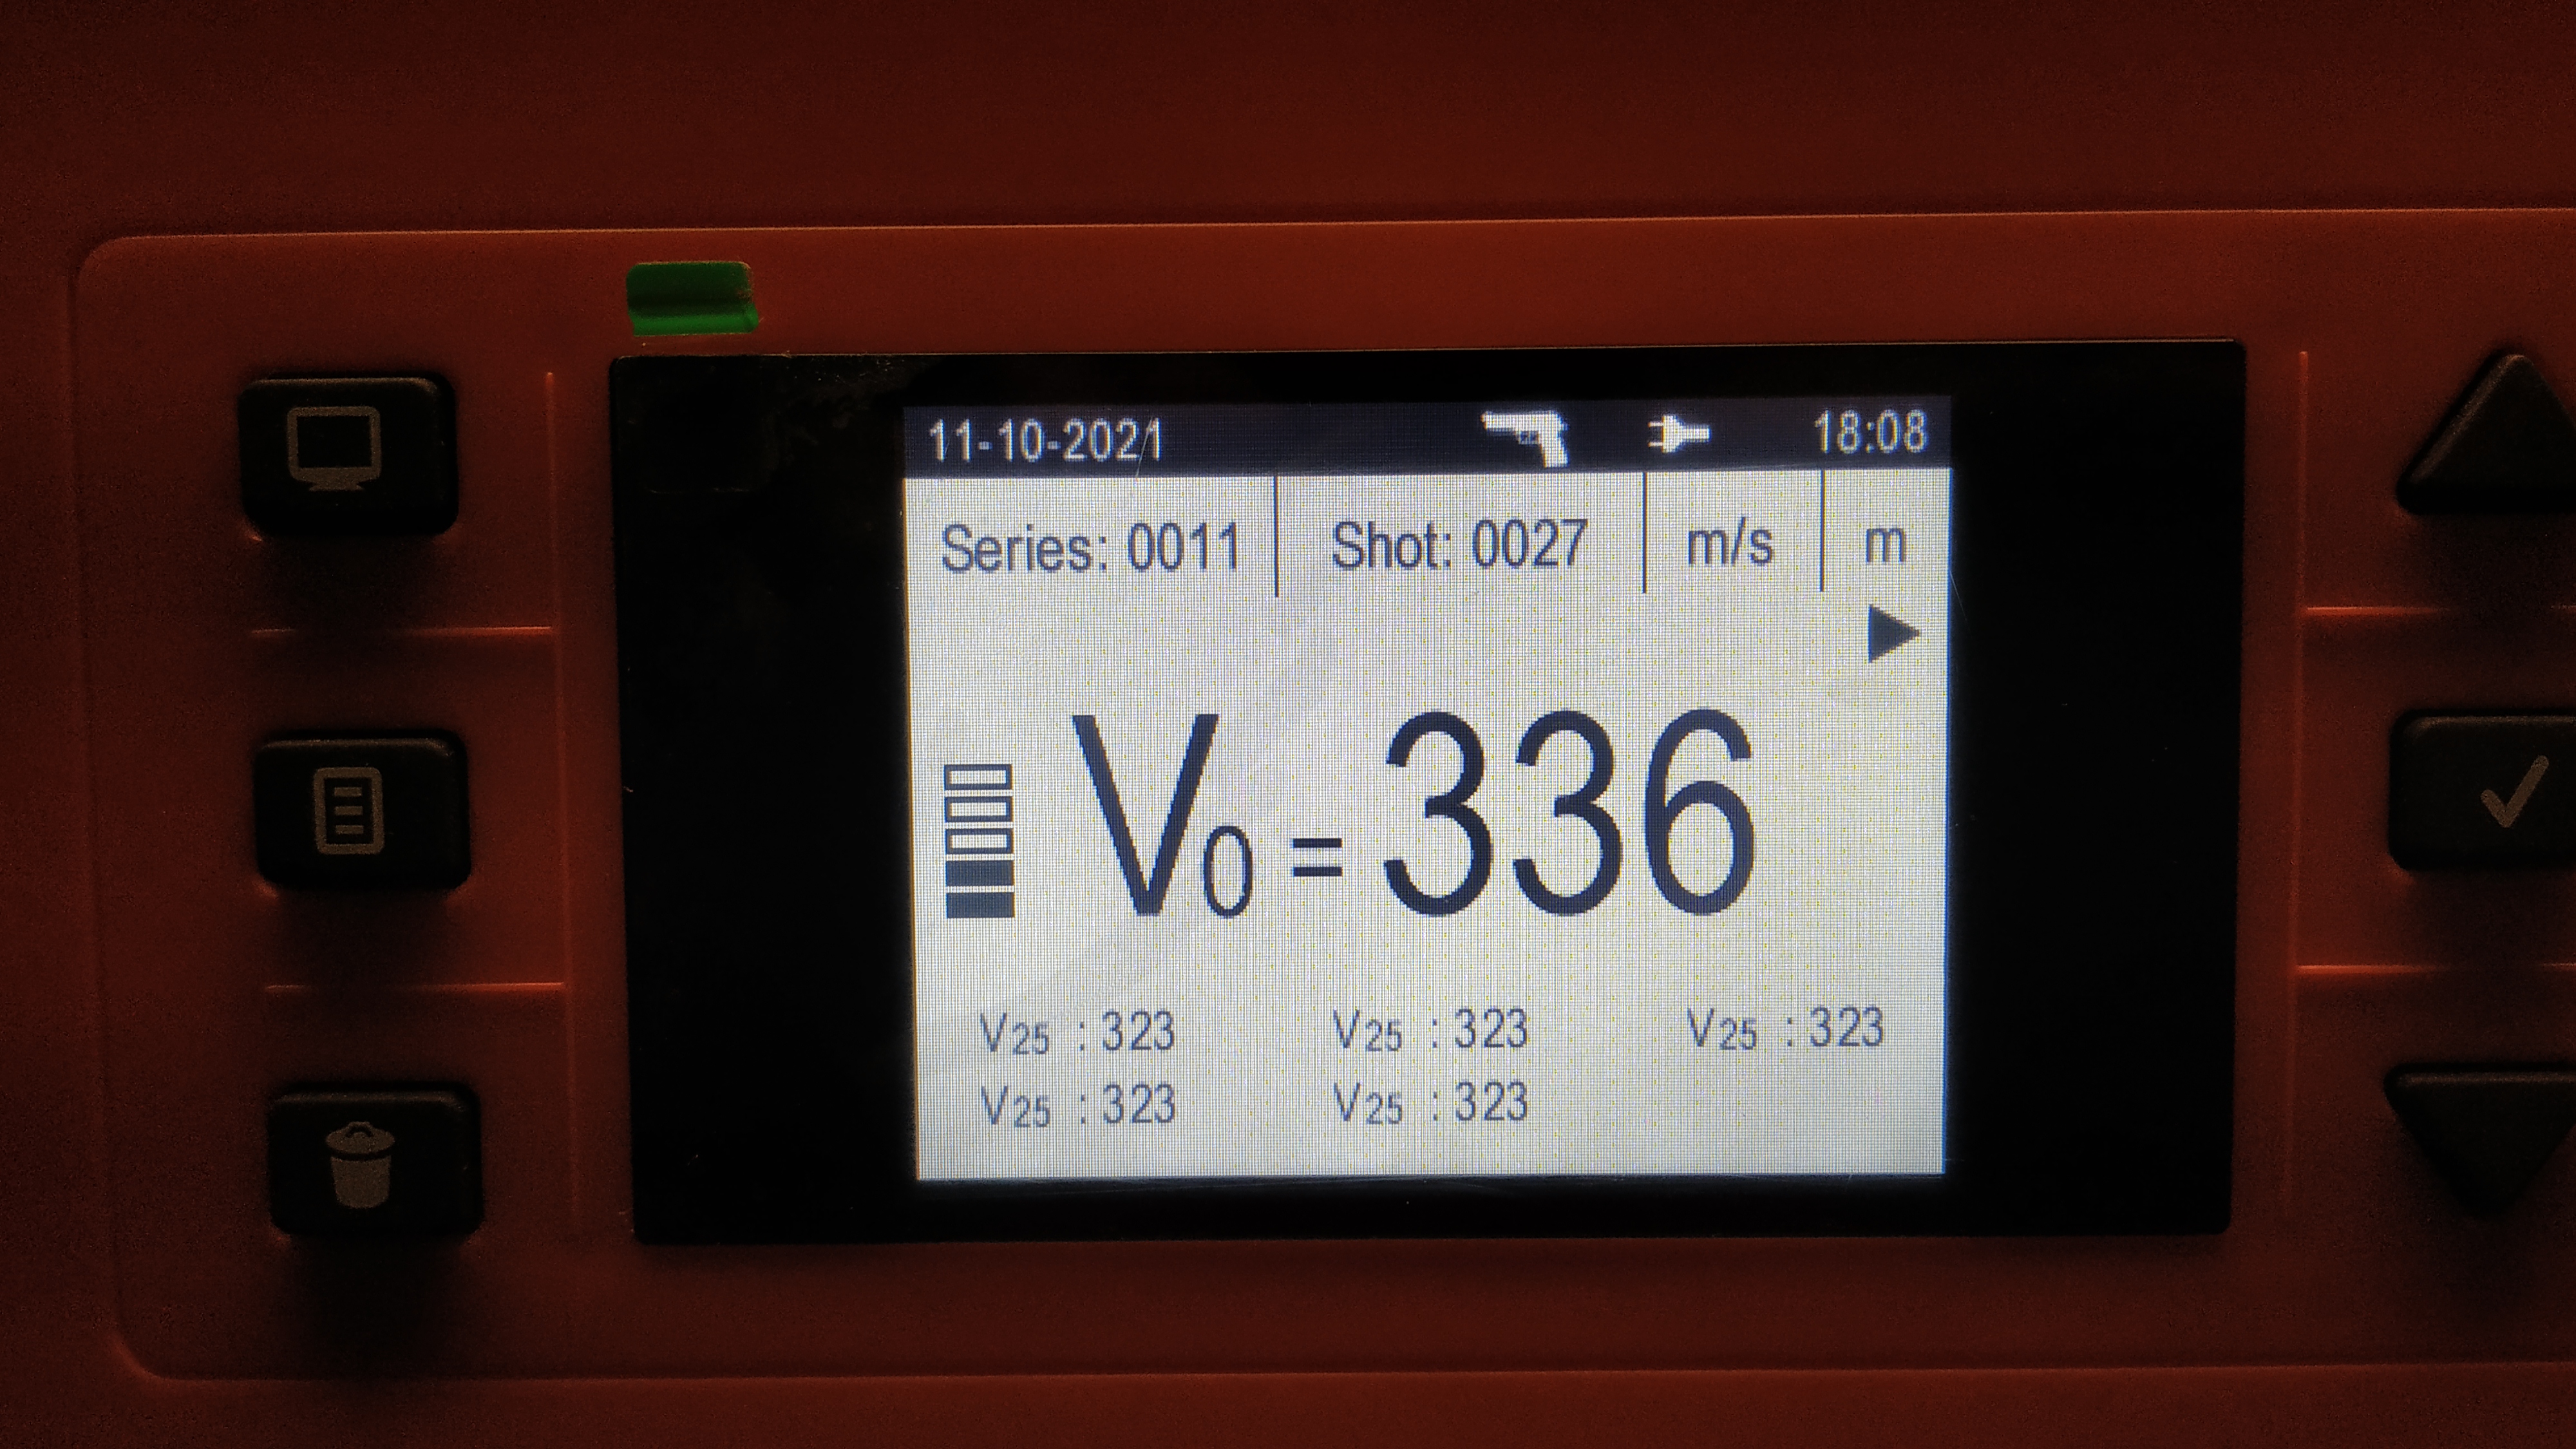 11-10-2021 18:08
Series: 0011 Shot: 0027 m/s m
V0 = 336
V25 : 323 V25 : 323 V25 : 323
V25 : 323 V25 : 323